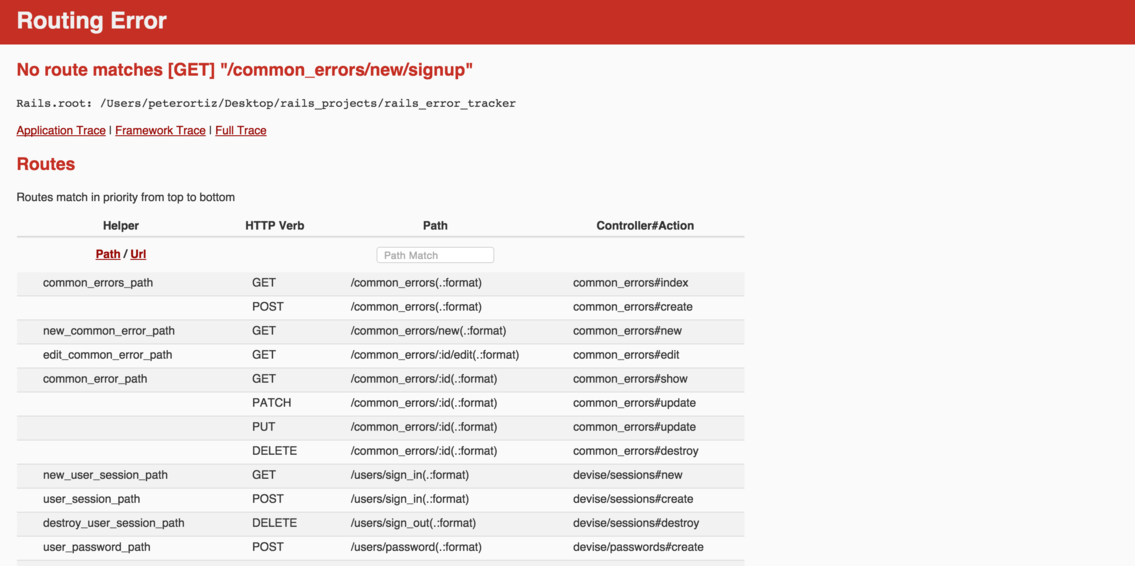 Routing Error
No route matches [GET] "/common_errors/new/signup"
Rails.root: /Users/peterortiz/Desktop/rails_projects/rails_error_tracker
Application Trace | Framework Trace | Full Trace
Routes
Routes match in priority from top to bottom
Helper HTTP Verb Path Controller#Action
Path / Url Path Match
common_errors_path GET /common_errors(.:format) common_errors#index
POST /common_errors(.:format) common_errors#create
new_common_error_path GET /common_errors/new(.:format) common_errors#new
edit_common_error_path GET /common_errors/:id/edit(.:format) common_errors#edit
common_error_path GET /common_errors/:id(.:format) common_errors#show
PATCH /common_errors/:id(.:format) common_errors#update
PUT /common_errors/:id(.:format) common_errors#update
DELETE /common_errors/:id(.:format) common_errors#destroy
new_user_session_path GET /users/sign_in(.:format) devise/sessions#new
user_session_path POST /users/sign_in(.:format) devise/sessions#create
destroy_user_session_path DELETE /users/sign_out(.:format) devise/sessions#destroy
user_password_path POST /users/password(.:format) devise/passwords#create